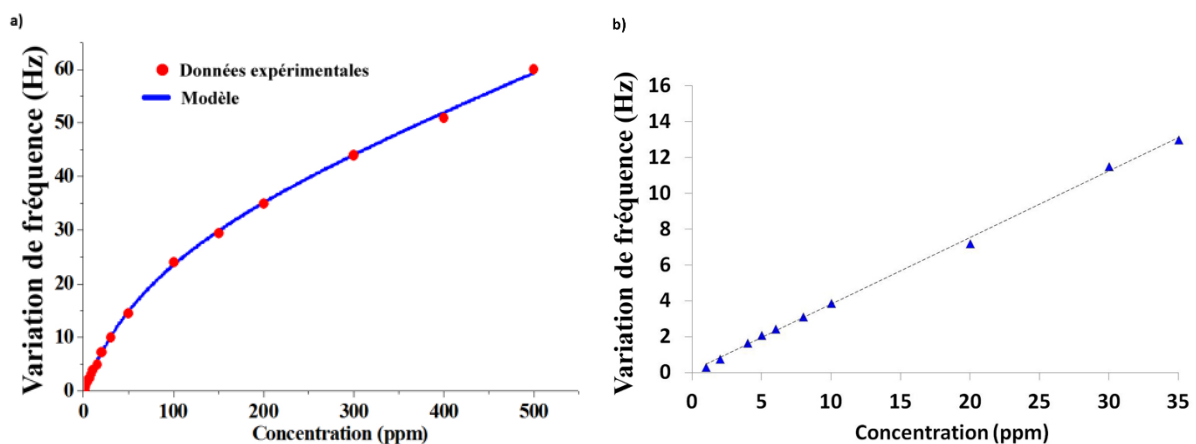 a)
Variation de fréquence (Hz)
60
50
40
30
20
10
0
Données expérimentales
Modèle
0 100 200 300 400 500
Concentration (ppm)
b)
Variation de fréquence (Hz)
16
14
12
10
8
6
4
2
0
0 5 10 15 20 25 30 35
Concentration (ppm)